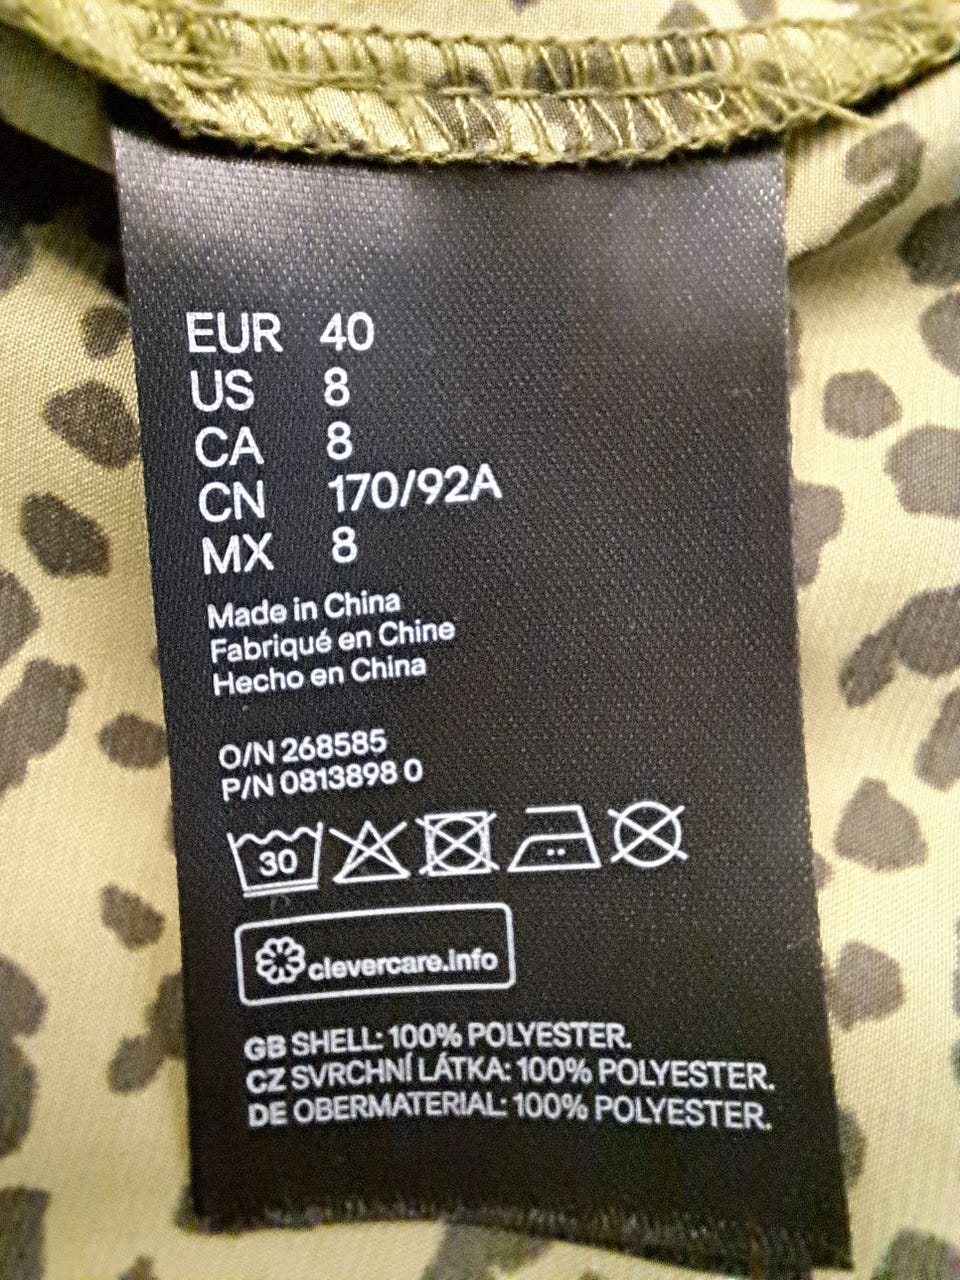 EUR 40
US 8
CA 8
CN 170/92A
MX 8
Made in China
Fabriqué en Chine
Hecho en China
O/N 268585
P/N 0813898 0
30
clevercare.info
GB SHELL: 100% POLYESTER.
CZ SVRCHNÍ LÁTKA: 100% POLYESTER.
DE OBERMATERIAL: 100% POLYESTER.